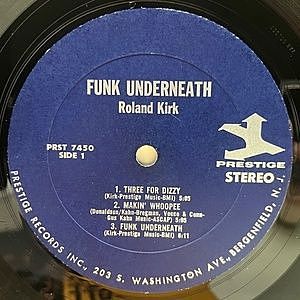 FUNK UNDERNEATH
Roland Kirk
PRST 7450
SIDE 1
PRESTIGE
STEREO
1. THREE FOR DIZZY
(Kirk-Prestige Music-BMI) 5:05
2. MAKIN' WHOOPEE
(Donaldson/Kahn-Bregman, Vocco & Conn-
Gus Kahn Music-ASCAP) 5:05
3. FUNK UNDERNEATH
(Kirk-Prestige Music-BMI) 6:11
PRESTIGE RECORDS INC., 203 S. WASHINGTON AVE., BERGENFIELD, N. J.